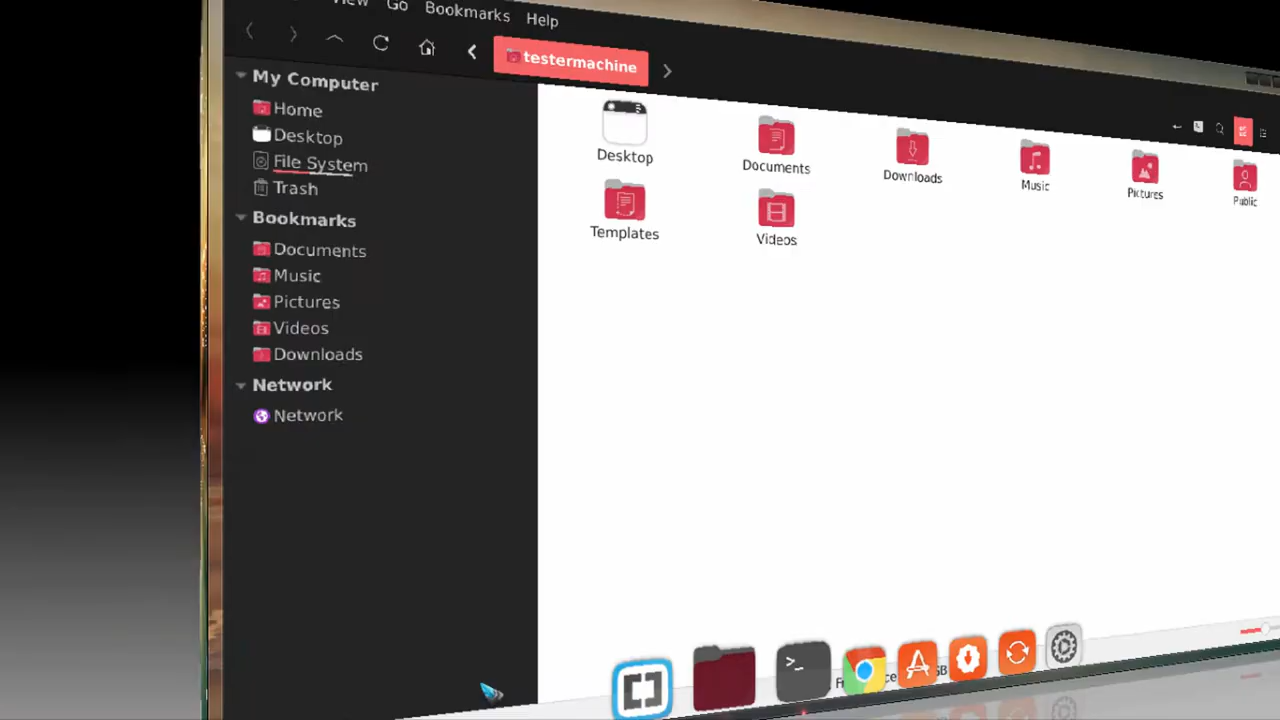 View Go Bookmarks Help
testermachine
My Computer
Home
Desktop
File System
Trash
Bookmarks
Documents
Music
Pictures
Videos
Downloads
Network
Network
Desktop
Documents
Downloads
Music
Pictures
Public
Templates
Videos